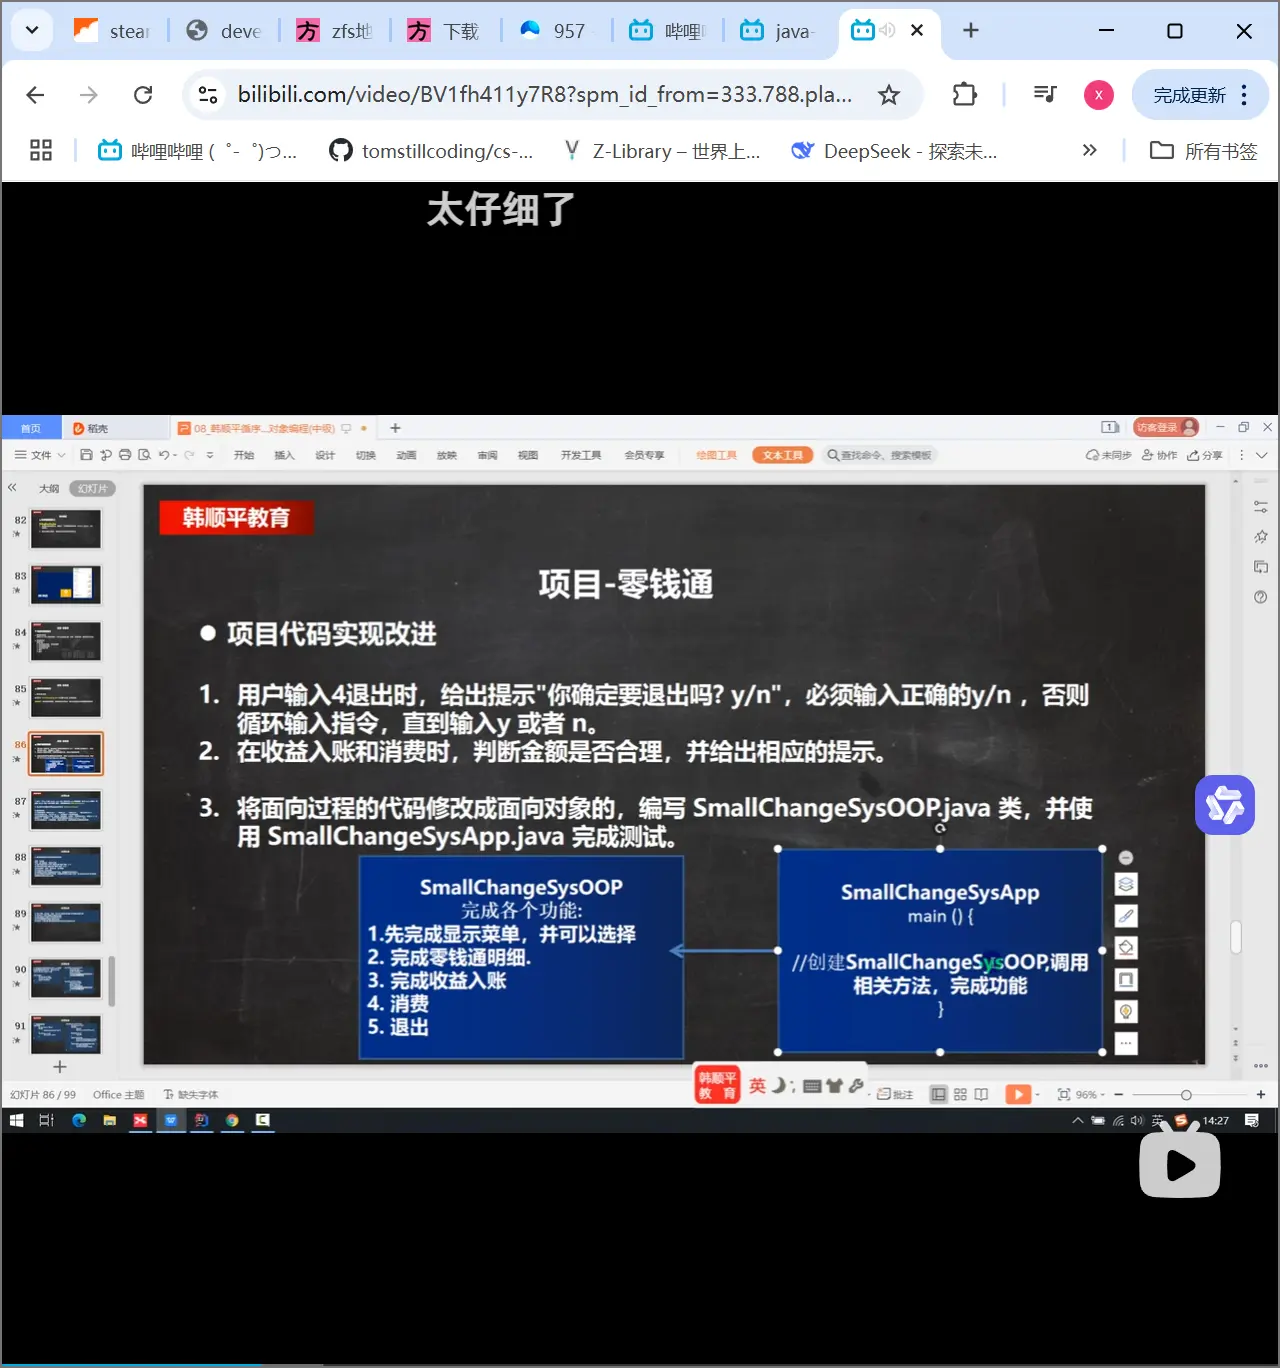 stear
deve
zfs地
下载
957
哔哩
java-
bilibili.com/video/BV1fh411y7R8?spm_id_from=333.788.pla...
X
完成更新
哔哩哔哩 (゜-゜)つ...
tomstillcoding/cs-...
Z-Library – 世界上...
DeepSeek - 探索未...
所有书签
太仔细了
首页
稻壳
08_韩顺平循序...对象编程(中级)
访客登录
文件
开始
插入
设计
切换
动画
放映
审阅
视图
开发工具
会员专享
绘图工具
文本工具
查找命令、搜索模板
未同步
协作
分享
大纲
幻灯片
82
83
84
85
86
87
88
89
90
91
韩顺平教育
项目-零钱通
● 项目代码实现改进
1. 用户输入4退出时，给出提示"你确定要退出吗? y/n"，必须输入正确的y/n ，否则
循环输入指令，直到输入y 或者 n。
2. 在收益入账和消费时，判断金额是否合理，并给出相应的提示。
3. 将面向过程的代码修改成面向对象的，编写 SmallChangeSysOOP.java 类，并使
用 SmallChangeSysApp.java 完成测试。
SmallChangeSysOOP
完成各个功能:
1.先完成显示菜单，并可以选择
2. 完成零钱通明细.
3. 完成收益入账
4. 消费
5. 退出
SmallChangeSysApp
main () {
//创建SmallChangeSysOOP,调用
相关方法，完成功能
}
韩顺平
教 育
英
幻灯片 86 / 99
Office 主题
缺失字体
批注
96%
英
14:27